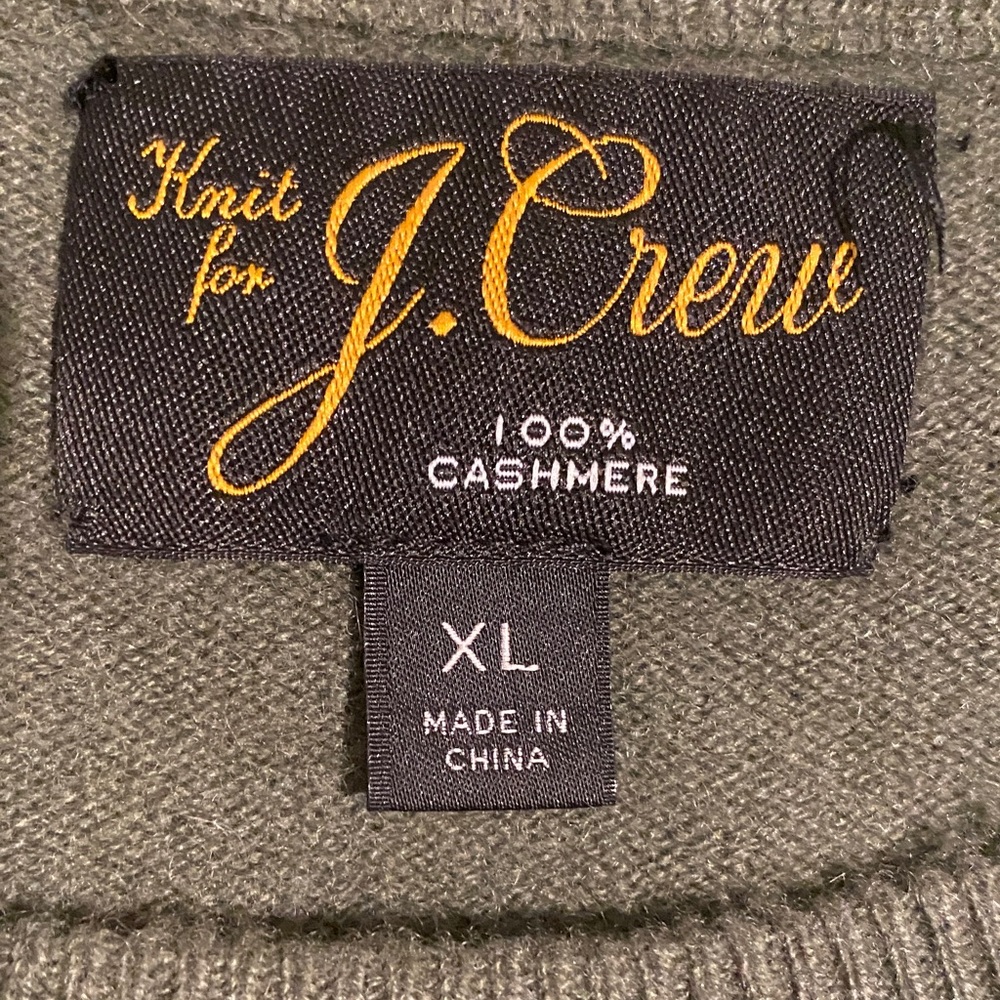 Knit
for
J.Crew
100%
CASHMERE
XL
MADE IN
CHINA